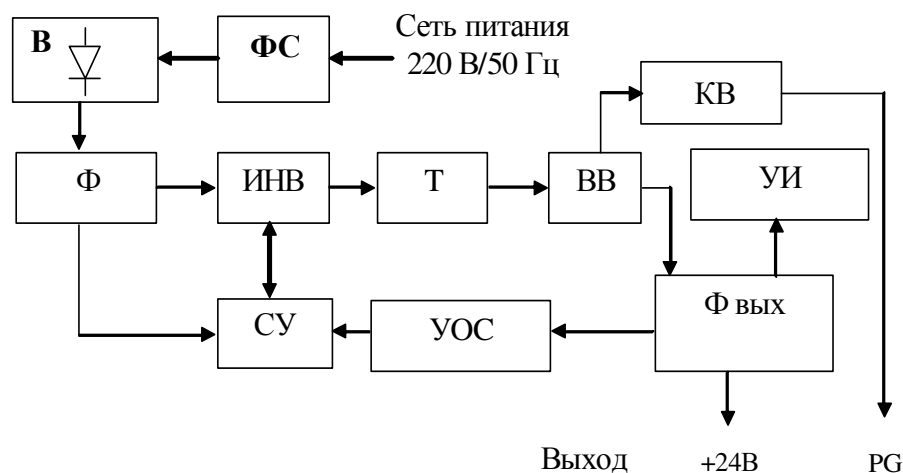 В
ФС
Сеть питания
220 В/50 Гц
КВ
Ф
ИНВ
Т
ВВ
УИ
СУ
УОС
Ф вых
Выход
+24В
PG